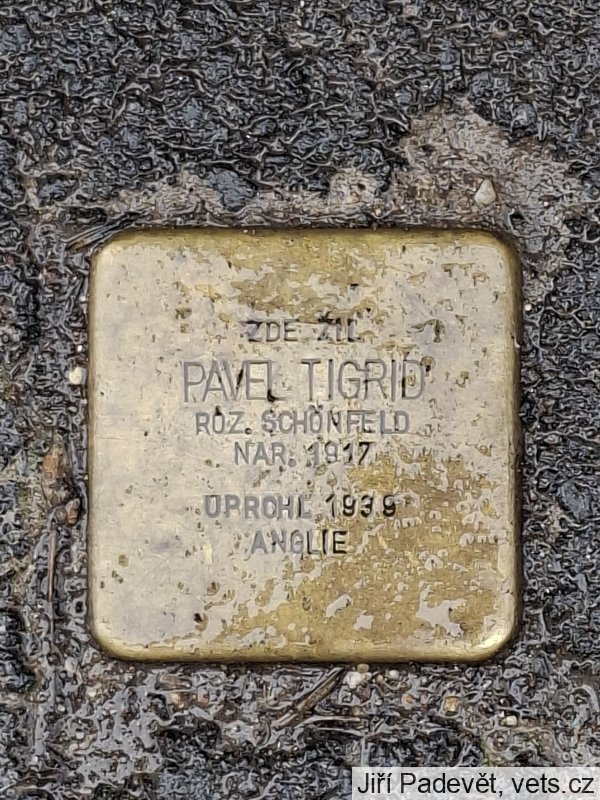 ZDE ŽIL
PAVEL TIGRID
ROZ. SCHÖNFELD
NAR. 1917
UPRCHL 1939
ANGLIE
Jiří Padevět, vets.cz